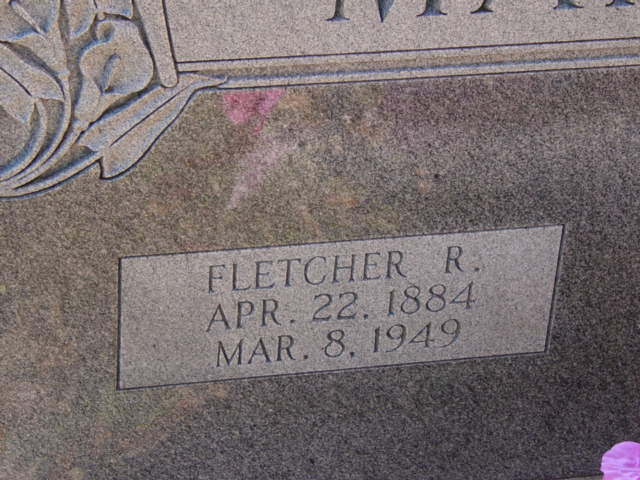 FLETCHER R.
APR. 22, 1884
MAR. 8, 1949